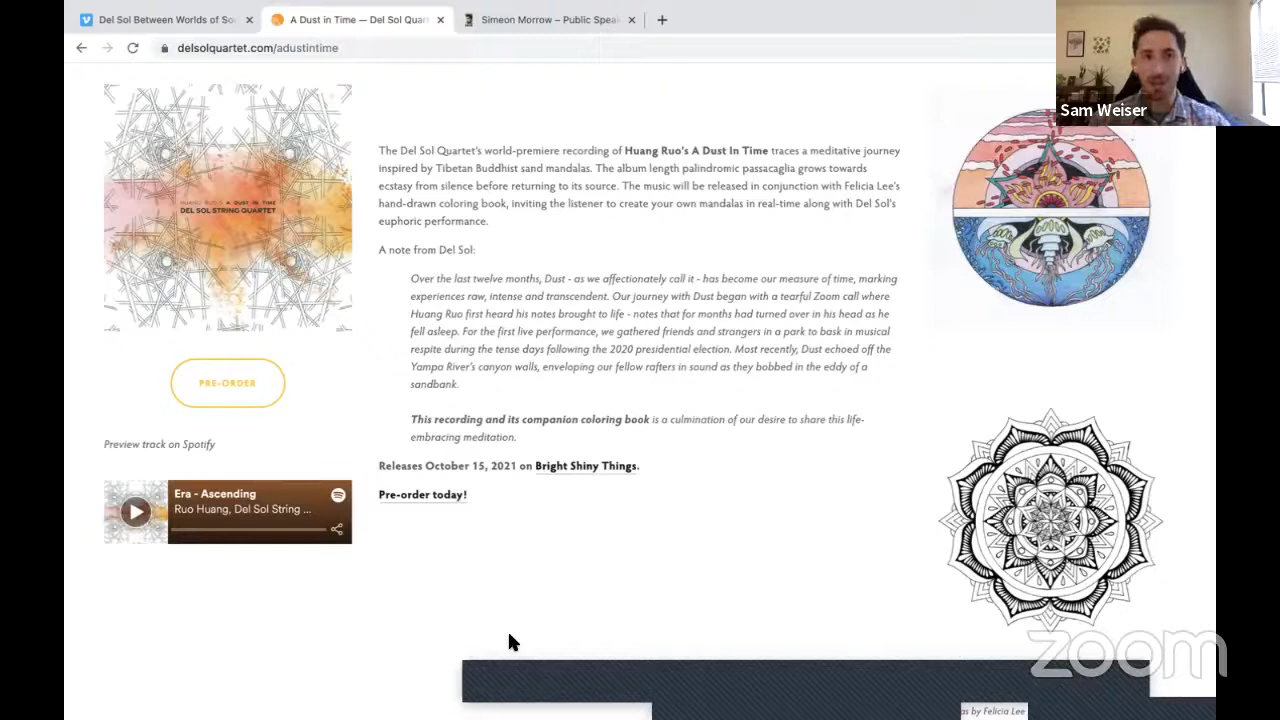 Del Sol Between Worlds of So
A Dust in Time — Del Sol Quar
Simeon Morrow – Public Speak
delsolquartet.com/adustintime
Sam Weiser
HUANG RUO'S A DUST IN TIME
DEL SOL STRING QUARTET
The Del Sol Quartet's world-premiere recording of Huang Ruo's A Dust In Time traces a meditative journey
inspired by Tibetan Buddhist sand mandalas. The album length palindromic passacaglia grows towards
ecstasy from silence before returning to its source. The music will be released in conjunction with Felicia Lee's
hand-drawn coloring book, inviting the listener to create your own mandalas in real-time along with Del Sol's
euphoric performance.
A note from Del Sol:
Over the last twelve months, Dust - as we affectionately call it - has become our measure of time, marking
experiences raw, intense and transcendent. Our journey with Dust began with a tearful Zoom call where
Huang Ruo first heard his notes brought to life - notes that for months had turned over in his head as he
fell asleep. For the first live performance, we gathered friends and strangers in a park to bask in musical
respite during the tense days following the 2020 presidential election. Most recently, Dust echoed off the
Yampa River's canyon walls, enveloping our fellow rafters in sound as they bobbed in the eddy of a
sandbank.
This recording and its companion coloring book is a culmination of our desire to share this life-
embracing meditation.
Releases October 15, 2021 on Bright Shiny Things.
Pre-order today!
PRE-ORDER
Preview track on Spotify
Era - Ascending
Ruo Huang, Del Sol String ...
zoom
as by Felicia Lee